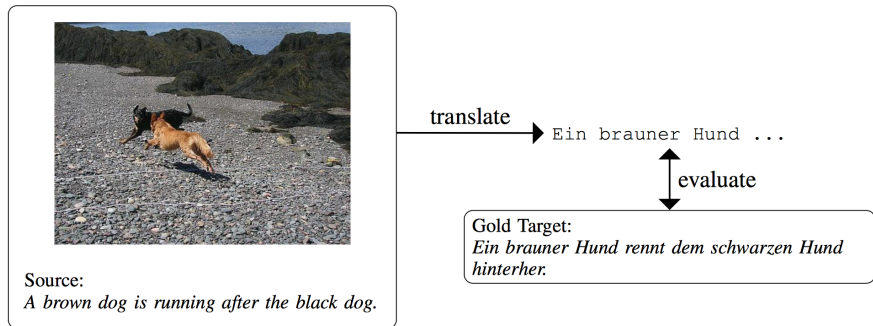 Source:
A brown dog is running after the black dog.
translate
Ein brauner Hund ...
evaluate
Gold Target:
Ein brauner Hund rennt dem schwarzen Hund
hinterher.